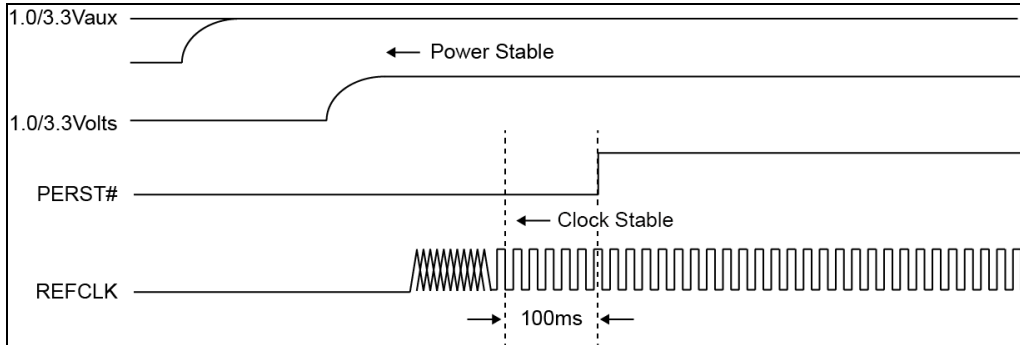 1.0/3.3Vaux
Power Stable
1.0/3.3Volts
PERST#
Clock Stable
REFCLK
100ms